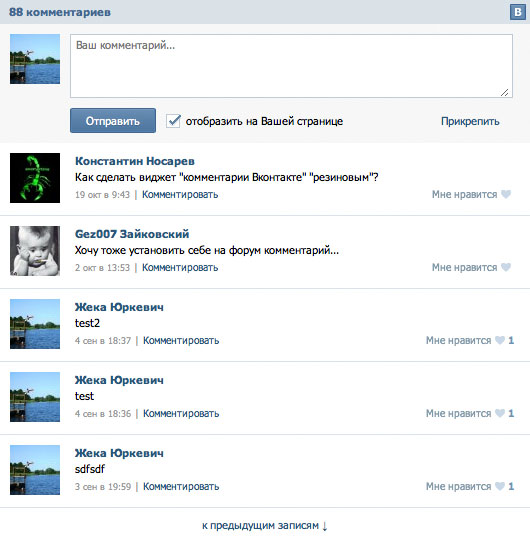 88 комментариев B
Ваш комментарий...
Отправить отобразить на Вашей странице Прикрепить
Константин Носарев
Как сделать виджет "комментарии Вконтакте" "резиновым"?
19 окт в 9:43 | Комментировать Мне нравится
Gez007 Зайковский
Хочу тоже установить себе на форум комментарий...
2 окт в 13:53 | Комментировать Мне нравится
Жека Юркевич
test2
4 сен в 18:37 | Комментировать Мне нравится 1
Жека Юркевич
test
4 сен в 18:36 | Комментировать Мне нравится 1
Жека Юркевич
sdfsdf
3 сен в 19:59 | Комментировать Мне нравится 1
к предыдущим записям ↓